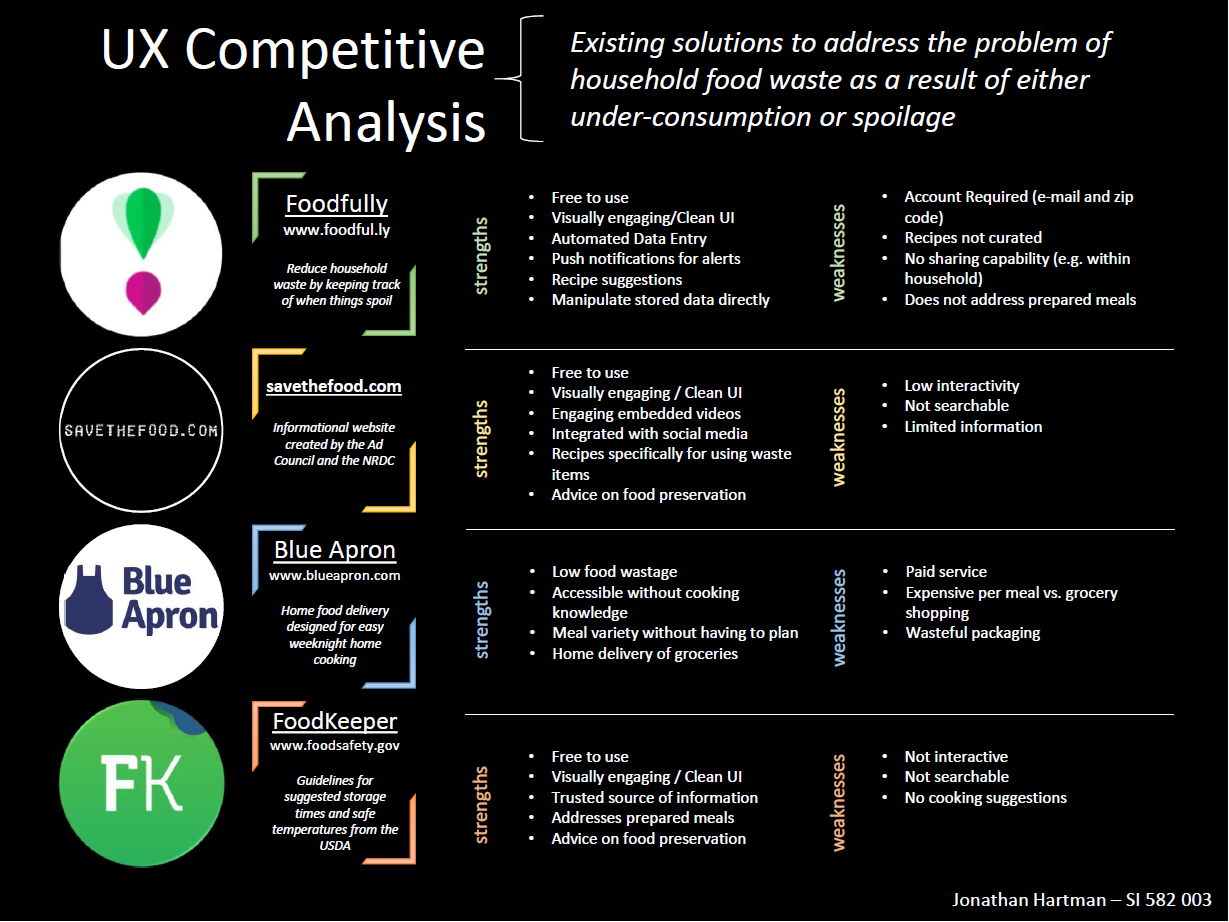 UX Competitive
Analysis
Existing solutions to address the problem of
household food waste as a result of either
under-consumption or spoilage
Foodfully
www.foodful.ly
Reduce household
waste by keeping track
of when things spoil
strengths
• Free to use
• Visually engaging/Clean UI
• Automated Data Entry
• Push notifications for alerts
• Recipe suggestions
• Manipulate stored data directly
weaknesses
• Account Required (e-mail and zip
code)
• Recipes not curated
• No sharing capability (e.g. within
household)
• Does not address prepared meals
SAVETHEFOOD.COM
savethefood.com
Informational website
created by the Ad
Council and the NRDC
strengths
• Free to use
• Visually engaging / Clean UI
• Engaging embedded videos
• Integrated with social media
• Recipes specifically for using waste
items
• Advice on food preservation
weaknesses
• Low interactivity
• Not searchable
• Limited information
Blue
Apron
Blue Apron
www.blueapron.com
Home food delivery
designed for easy
weeknight home
cooking
strengths
• Low food wastage
• Accessible without cooking
knowledge
• Meal variety without having to plan
• Home delivery of groceries
weaknesses
• Paid service
• Expensive per meal vs. grocery
shopping
• Wasteful packaging
FK
FoodKeeper
www.foodsafety.gov
Guidelines for
suggested storage
times and safe
temperatures from the
USDA
strengths
• Free to use
• Visually engaging / Clean UI
• Trusted source of information
• Addresses prepared meals
• Advice on food preservation
weaknesses
• Not interactive
• Not searchable
• No cooking suggestions
Jonathan Hartman – SI 582 003